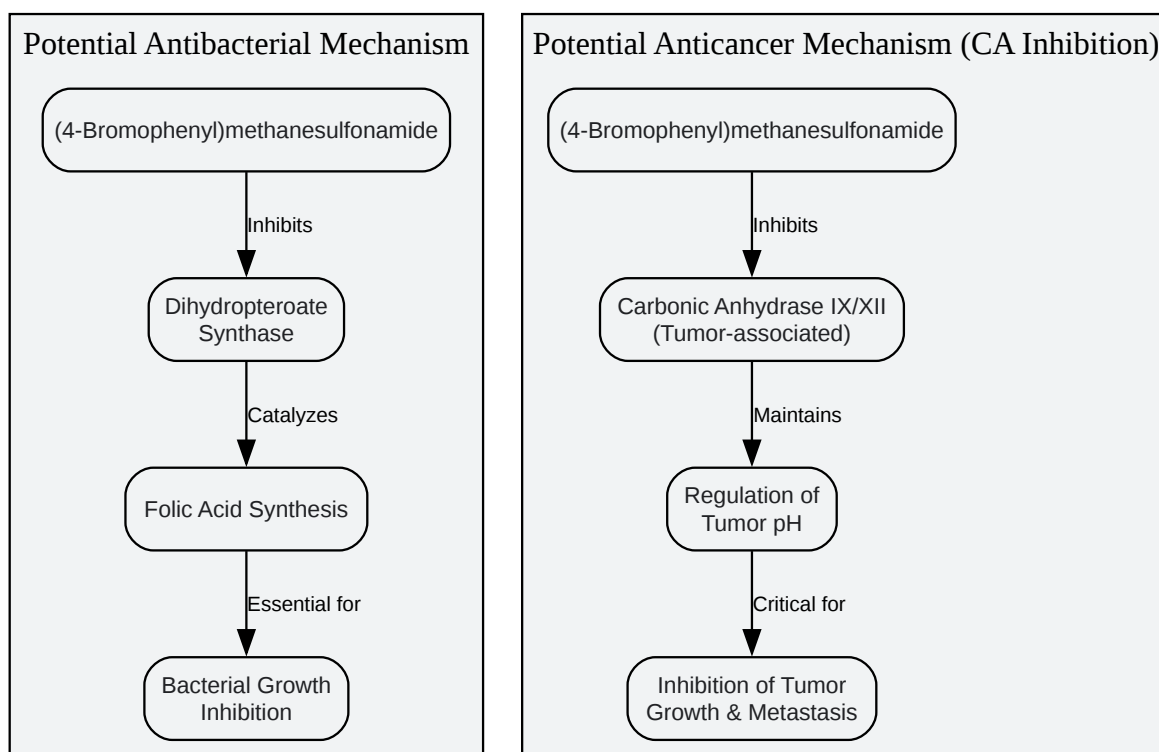 Potential Antibacterial Mechanism
(4-Bromophenyl)methanesulfonamide
Inhibits
Dihydropteroate
Synthase
Catalyzes
Folic Acid Synthesis
Essential for
Bacterial Growth
Inhibition
Potential Anticancer Mechanism (CA Inhibition)
(4-Bromophenyl)methanesulfonamide
Inhibits
Carbonic Anhydrase IX/XII
(Tumor-associated)
Maintains
Regulation of
Tumor pH
Critical for
Inhibition of Tumor
Growth & Metastasis